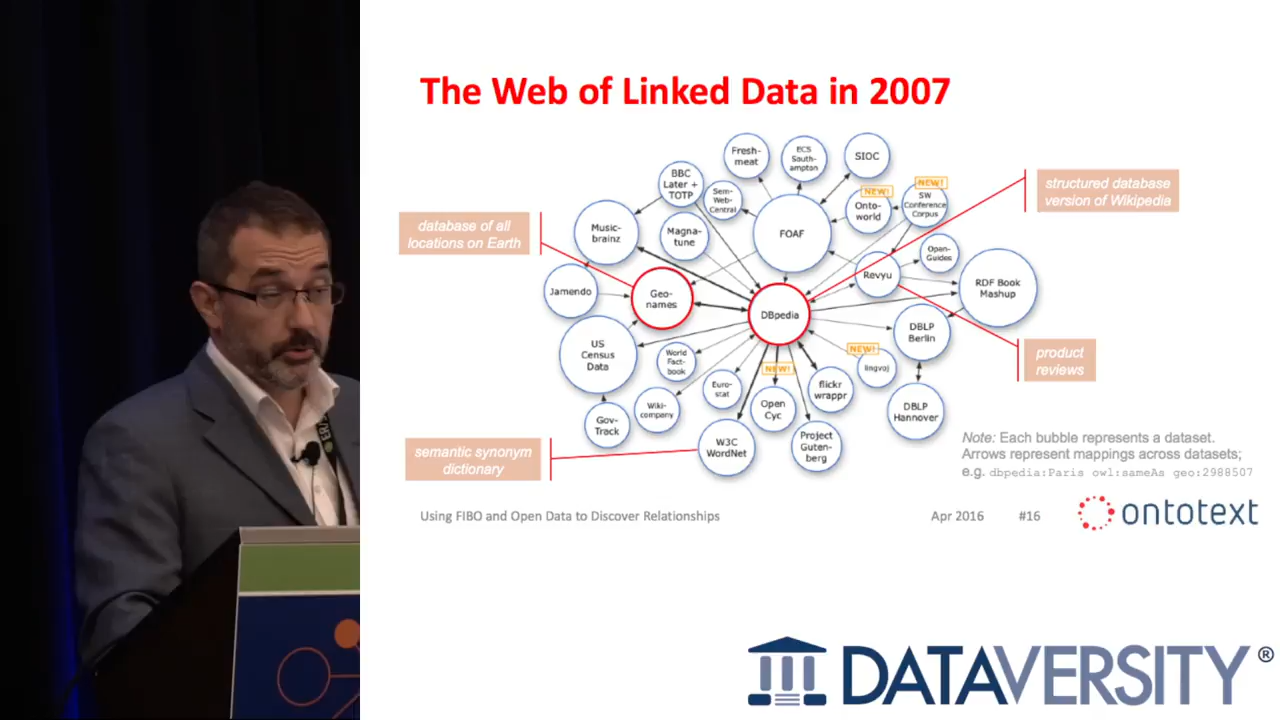 The Web of Linked Data in 2007
Fresh-
meat
ECS
South-
ampton
SIOC
BBC
Later +
TOTP
Sem-
Web-
Central
NEW!
Onto-
world
NEW!
SW
Conference
Corpus
structured database
version of Wikipedia
database of all
locations on Earth
Music-
brainz
Magna-
tune
FOAF
Open-
Guides
Revyu
RDF Book
Mashup
Jamendo
Geo-
names
DBpedia
DBLP
Berlin
US
Census
Data
World
Fact-
book
NEW!
lingvoj
product
reviews
NEW!
Euro-
stat
flickr
wrappr
Wiki-
company
Open
Cyc
DBLP
Hannover
Gov-
Track
W3C
WordNet
Project
Guten-
berg
semantic synonym
dictionary
Note: Each bubble represents a dataset.
Arrows represent mappings across datasets;
e.g. dbpedia:Paris owl:sameAs geo:2988507
Using FIBO and Open Data to Discover Relationships
Apr 2016
#16
ontotext
DATAVERSITY®